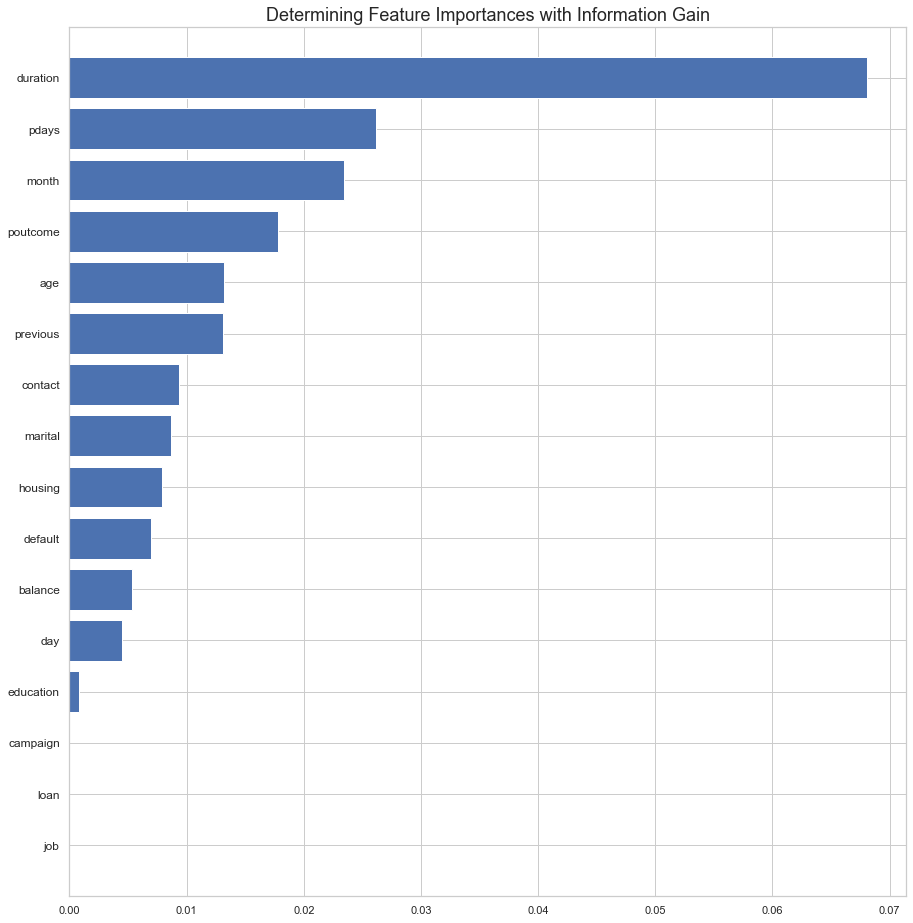 Determining Feature Importances with Information Gain
duration
pdays
month
poutcome
age
previous
contact
marital
housing
default
balance
day
education
campaign
loan
job
0.00 0.01 0.02 0.03 0.04 0.05 0.06 0.07